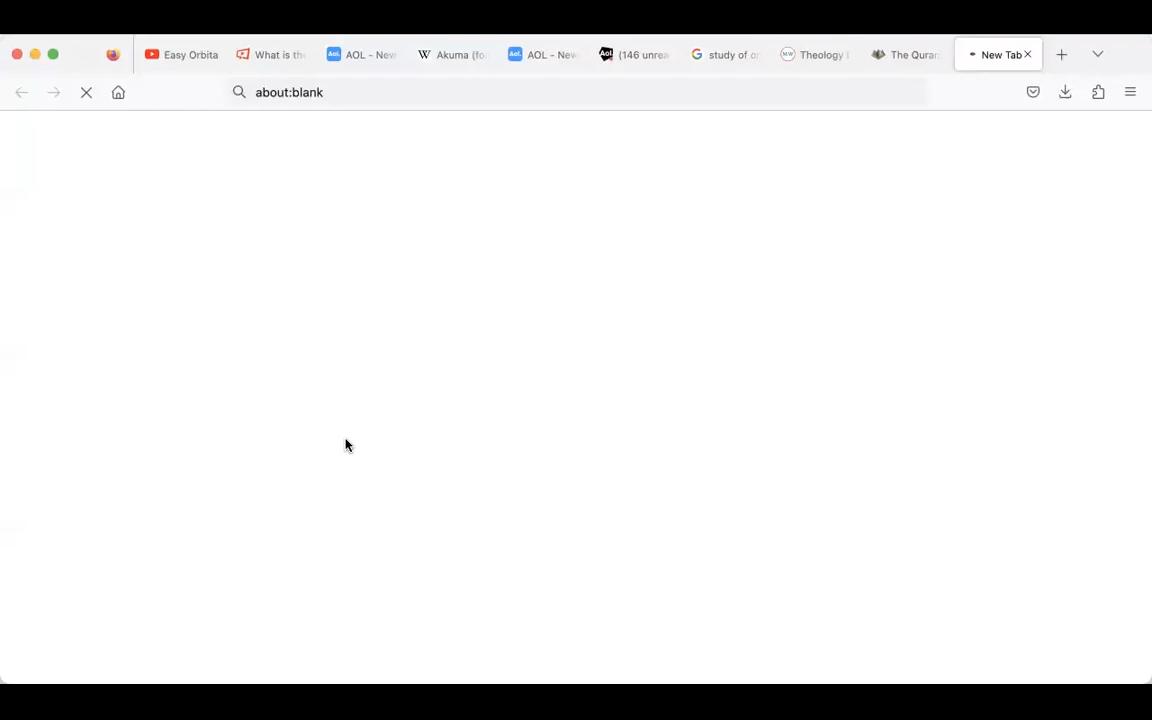 Easy Orbita What is the AOL - New Akuma (fo AOL - New (146 unrea study of or Theology The Quran New Tab
about:blank